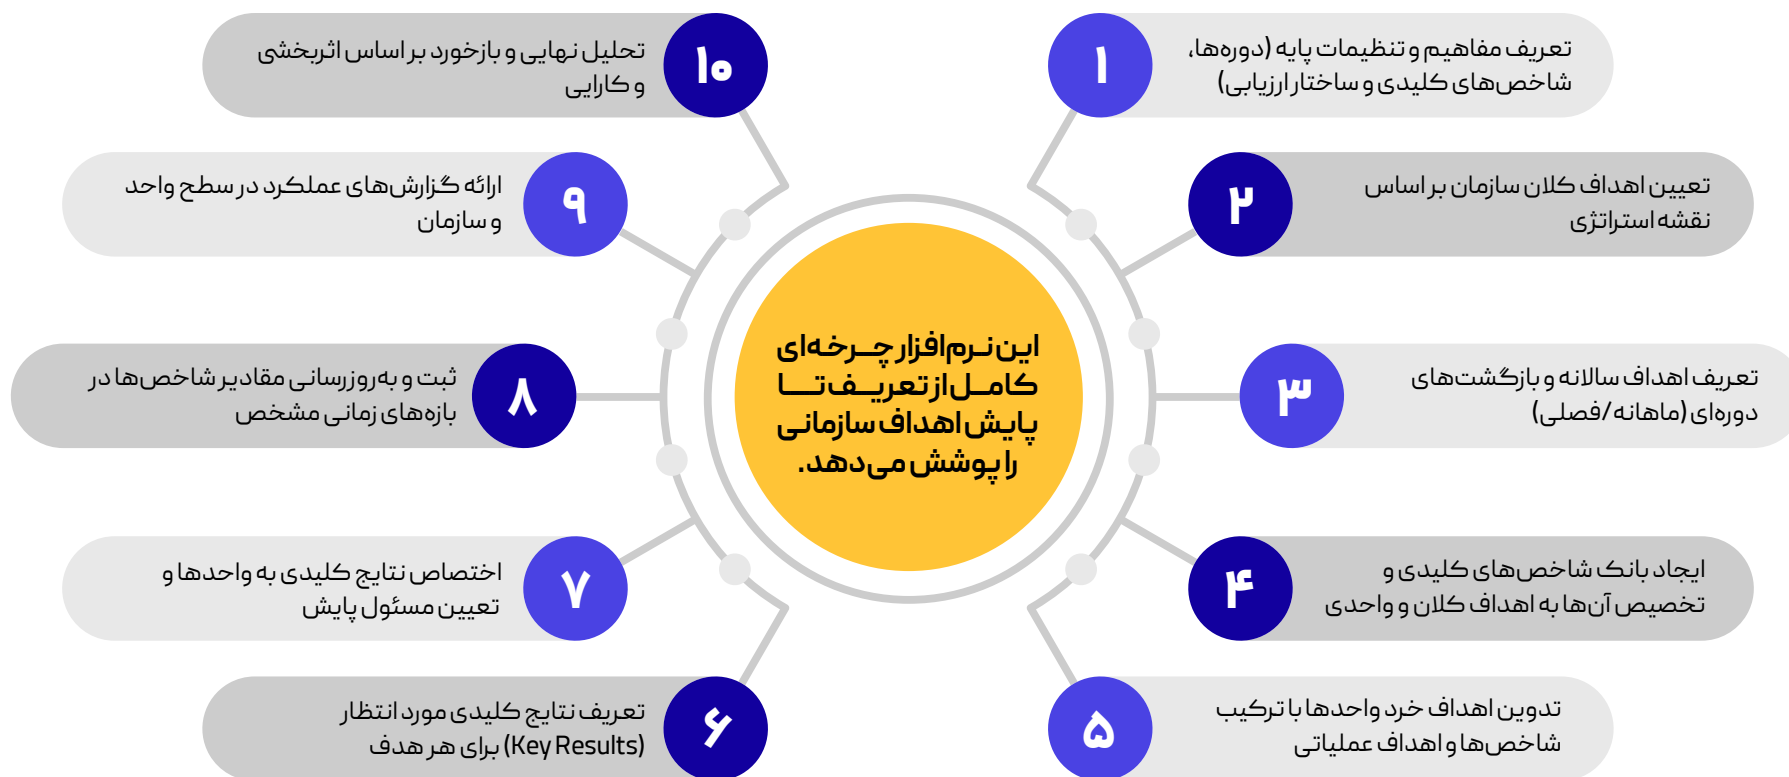 ۱
تعریف مفاهیم و تنظیمات پایه (دوره‌ها،
شاخص‌های کلیدی و ساختار ارزیابی)
۲
تعیین اهداف کلان سازمان بر اساس
نقشه استراتژی
۳
تعریف اهداف سالانه و بازگشت‌های
دوره‌ای (ماهانه/فصلی)
۴
ایجاد بانک شاخص‌های کلیدی و
تخصیص آن‌ها به اهداف کلان و واحدی
۵
تدوین اهداف خرد واحدها با ترکیب
شاخص‌ها و اهداف عملیاتی
۶
تعریف نتایج کلیدی مورد انتظار
(Key Results) برای هر هدف
۷
اختصاص نتایج کلیدی به واحدها و
تعیین مسئول پایش
۸
ثبت و به‌روزرسانی مقادیر شاخص‌ها در
بازه‌های زمانی مشخص
۹
ارائه گزارش‌های عملکرد در سطح واحد
و سازمان
۱۰
تحلیل نهایی و بازخورد بر اساس اثربخشی
و کارایی
این نـرم‌افزار چــرخه‌ای
کامــل از تعریــف تـــا
پایش اهداف سازمانی
را پوشش می‌دهد.